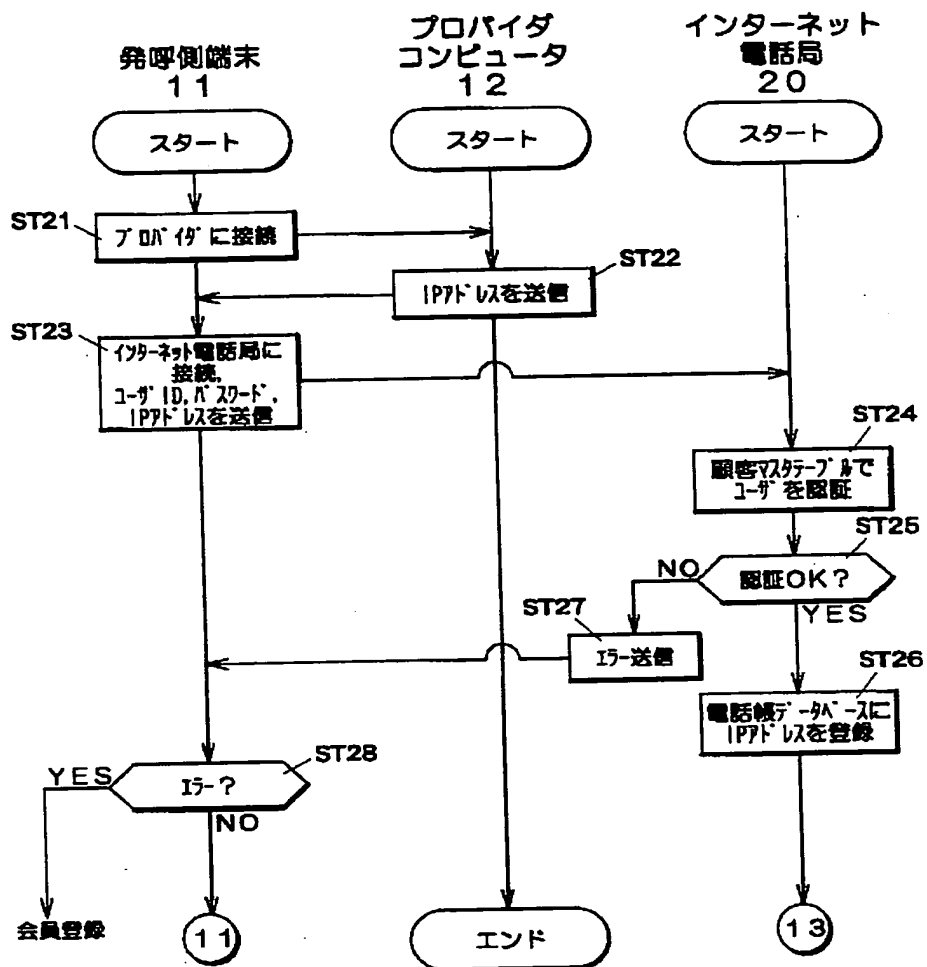 発呼側端末
11
プロバイダ
コンピュータ
12
インターネット
電話局
20
スタート
スタート
スタート
ST21
プロバイダに接続
ST22
IPアドレスを送信
ST23
インターネット電話局に
接続,
ユーザID,パスワード,
IPアドレスを送信
ST24
顧客マスタテーブルで
ユーザを認証
ST25
認証OK?
NO
YES
ST27
エラー送信
ST26
電話帳データベースに
IPアドレスを登録
ST28
エラー?
YES
NO
会員登録
11
エンド
13